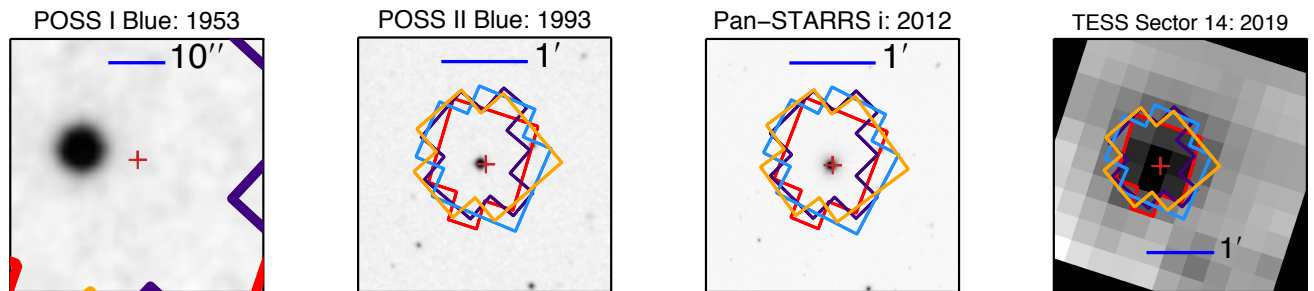 POSS I Blue: 1953
POSS II Blue: 1993
Pan−STARRS i: 2012
TESS Sector 14: 2019
10′′
1′
1′
1′